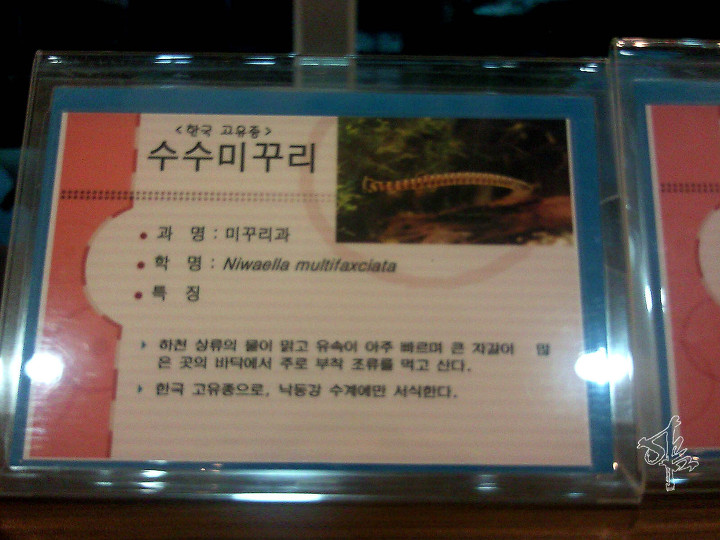 <한국 고유종>
수수미꾸리
● 과 명 : 미꾸리과
● 학 명 : Niwaella multifaxciata
● 특 징
하천 상류의 물이 맑고 유속이 아주 빠르며 큰 자갈이 많
은 곳의 바닥에서 주로 부착 조류를 먹고 산다.
한국 고유종으로, 낙동강 수계에만 서식한다.